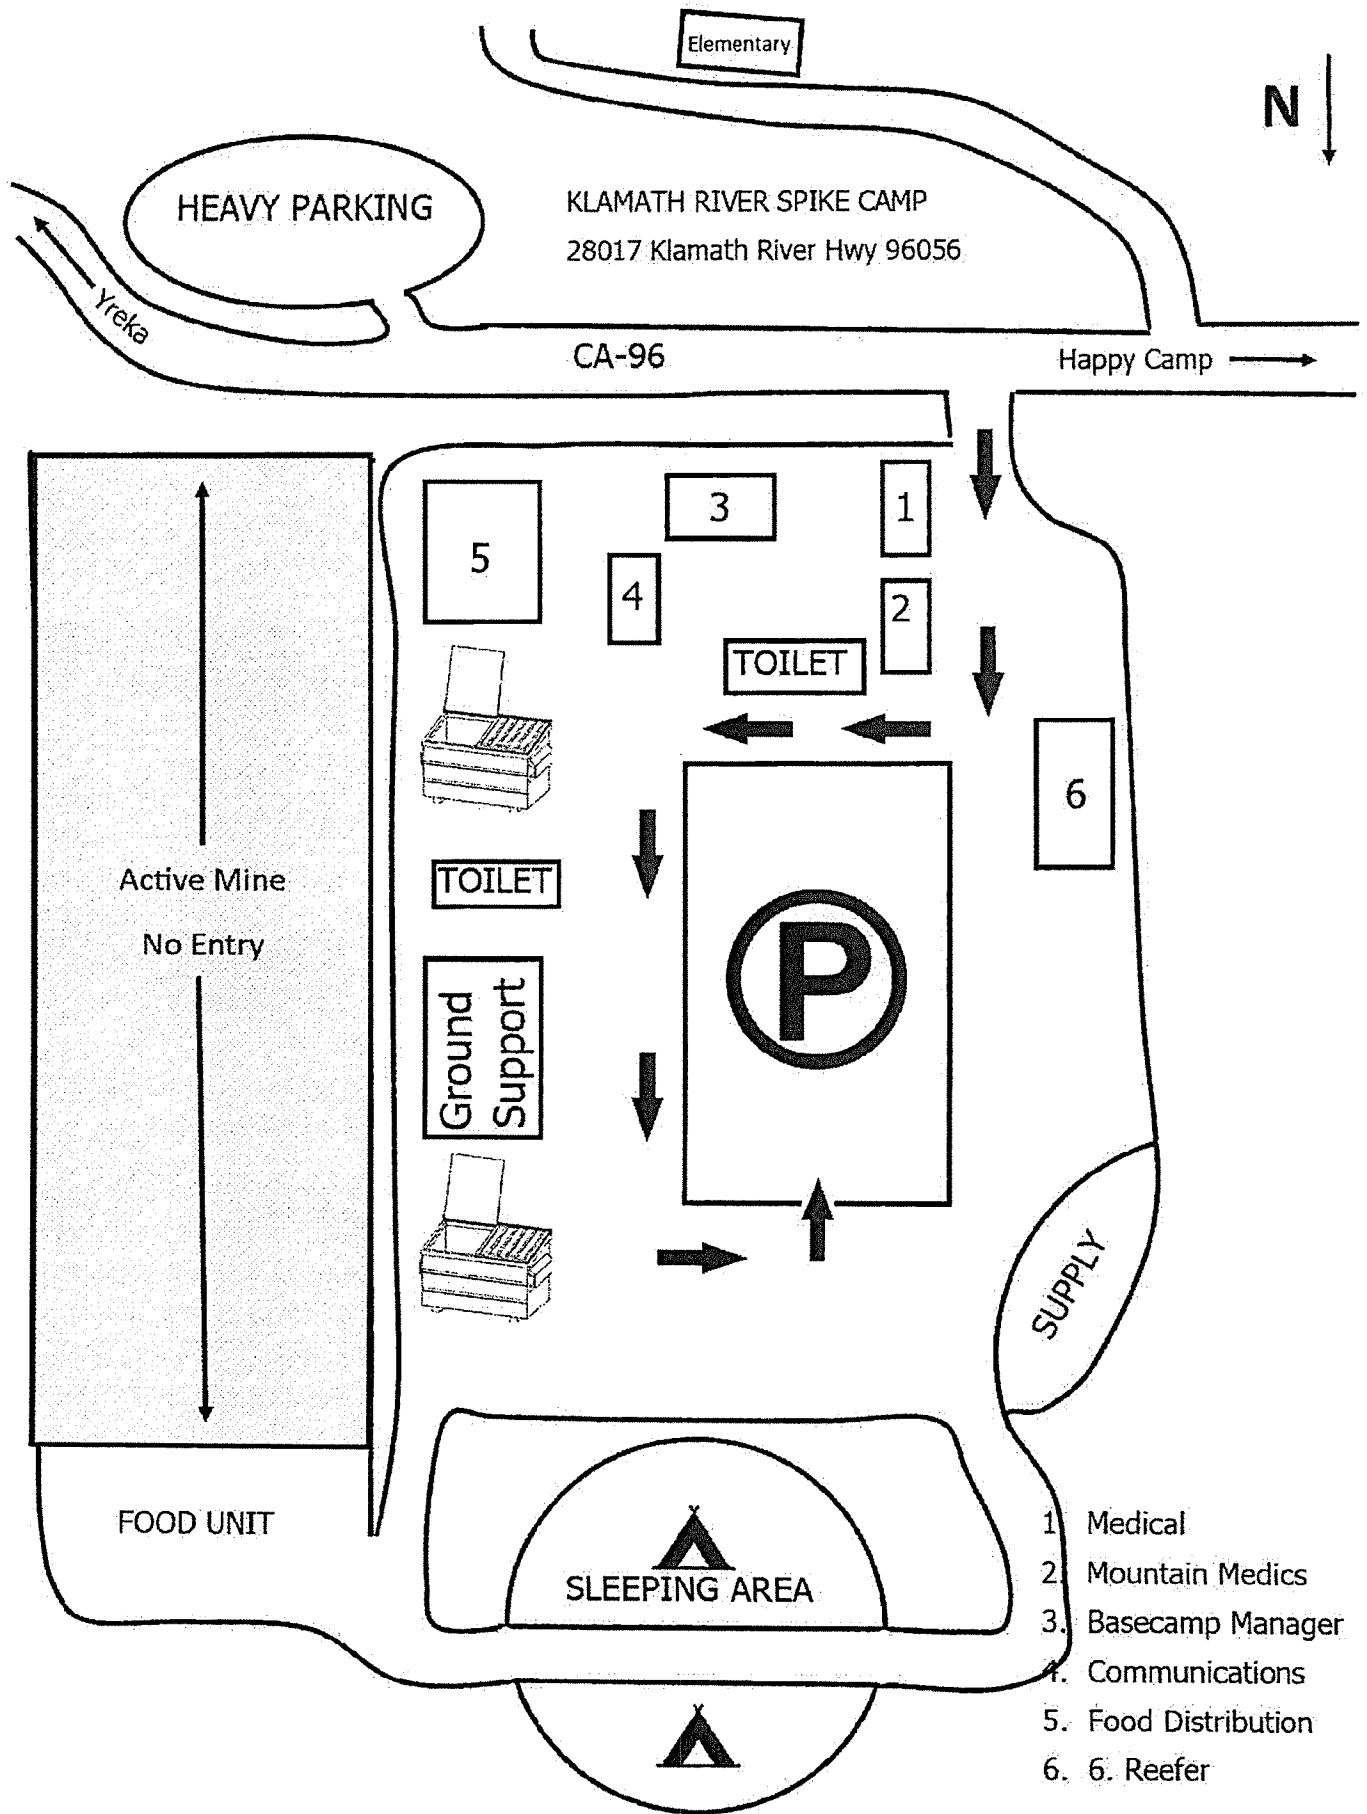 Elementary
N
HEAVY PARKING
KLAMATH RIVER SPIKE CAMP
28017 Klamath River Hwy 96056
Yreka
CA-96
Happy Camp
3
1
5
4
2
TOILET
6
Active Mine
No Entry
TOILET
P
Ground
Support
SUPPLY
FOOD UNIT
SLEEPING AREA
1. Medical
2. Mountain Medics
3. Basecamp Manager
4. Communications
5. Food Distribution
6. 6. Reefer